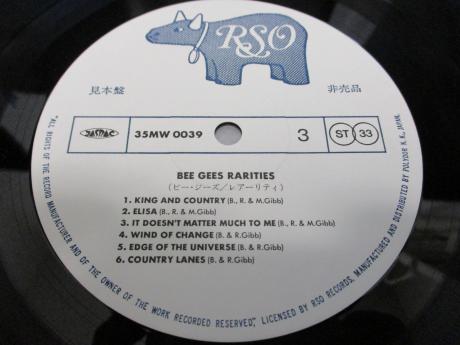 RSO
見本盤 非売品
JASRAC 35MW 0039 3 ST 33
BEE GEES RARITIES
(ビー・ジーズ/レアーリティ)
1. KING AND COUNTRY (B., R. & M.Gibb)
2. ELISA (B., R. & M.Gibb)
3. IT DOESN'T MATTER MUCH TO ME (B., R. & M.Gibb)
4. WIND OF CHANGE (B. & R.Gibb)
5. EDGE OF THE UNIVERSE (B. & R.Gibb)
6. COUNTRY LANES (B. & R.Gibb)
"ALL RIGHTS OF THE RECORD MANUFACTURER AND OF THE OWNER OF THE WORK RECORDED RESERVED", LICENSED BY RSO RECORDS, MANUFACTURED AND DISTRIBUTED BY POLYDOR K. K., JAPAN.